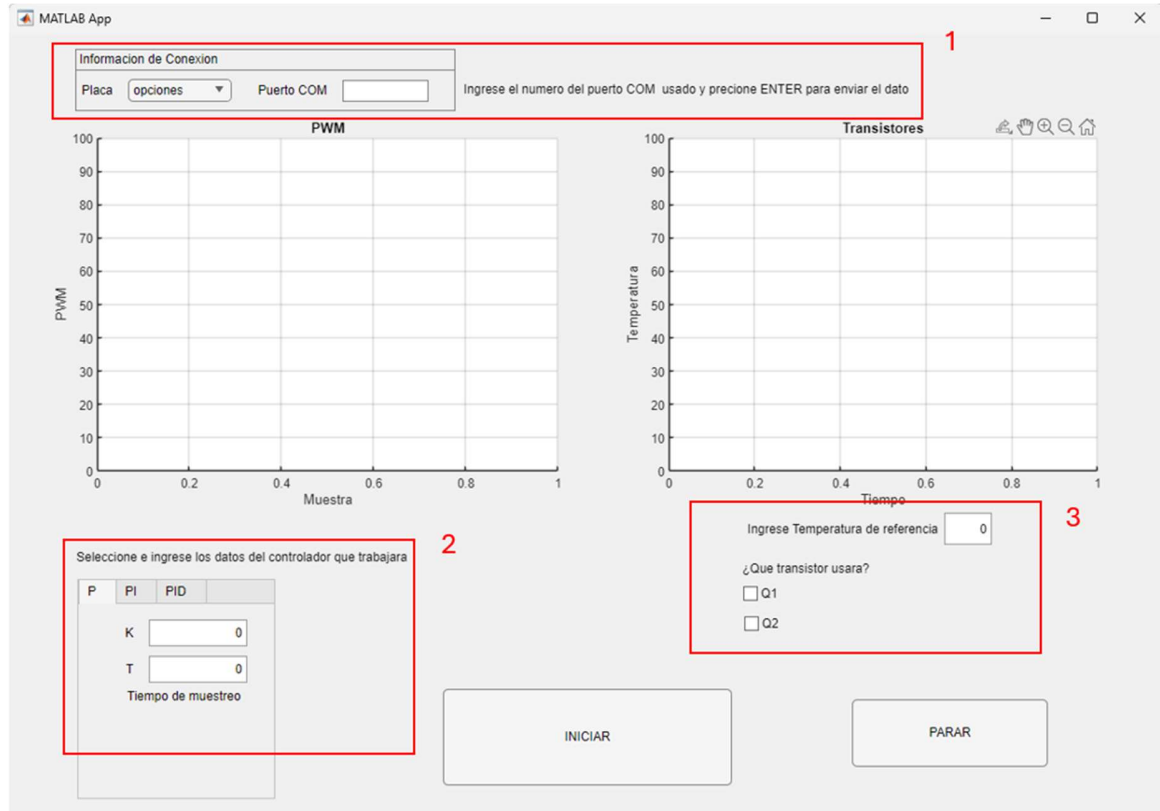 MATLAB App
1
Informacion de Conexion
Placa opciones Puerto COM Ingrese el numero del puerto COM usado y precione ENTER para enviar el dato
PWM
100
90
80
70
60
50
40
30
20
10
0
PWM
0 0.2 0.4 0.6 0.8 1
Muestra
Transistores
100
90
80
70
60
50
40
30
20
10
0
Temperatura
0 0.2 0.4 0.6 0.8 1
Tiempo
2
Seleccione e ingrese los datos del controlador que trabajara
P PI PID
K 0
T 0
Tiempo de muestreo
3
Ingrese Temperatura de referencia 0
¿Que transistor usara?
Q1
Q2
INICIAR
PARAR